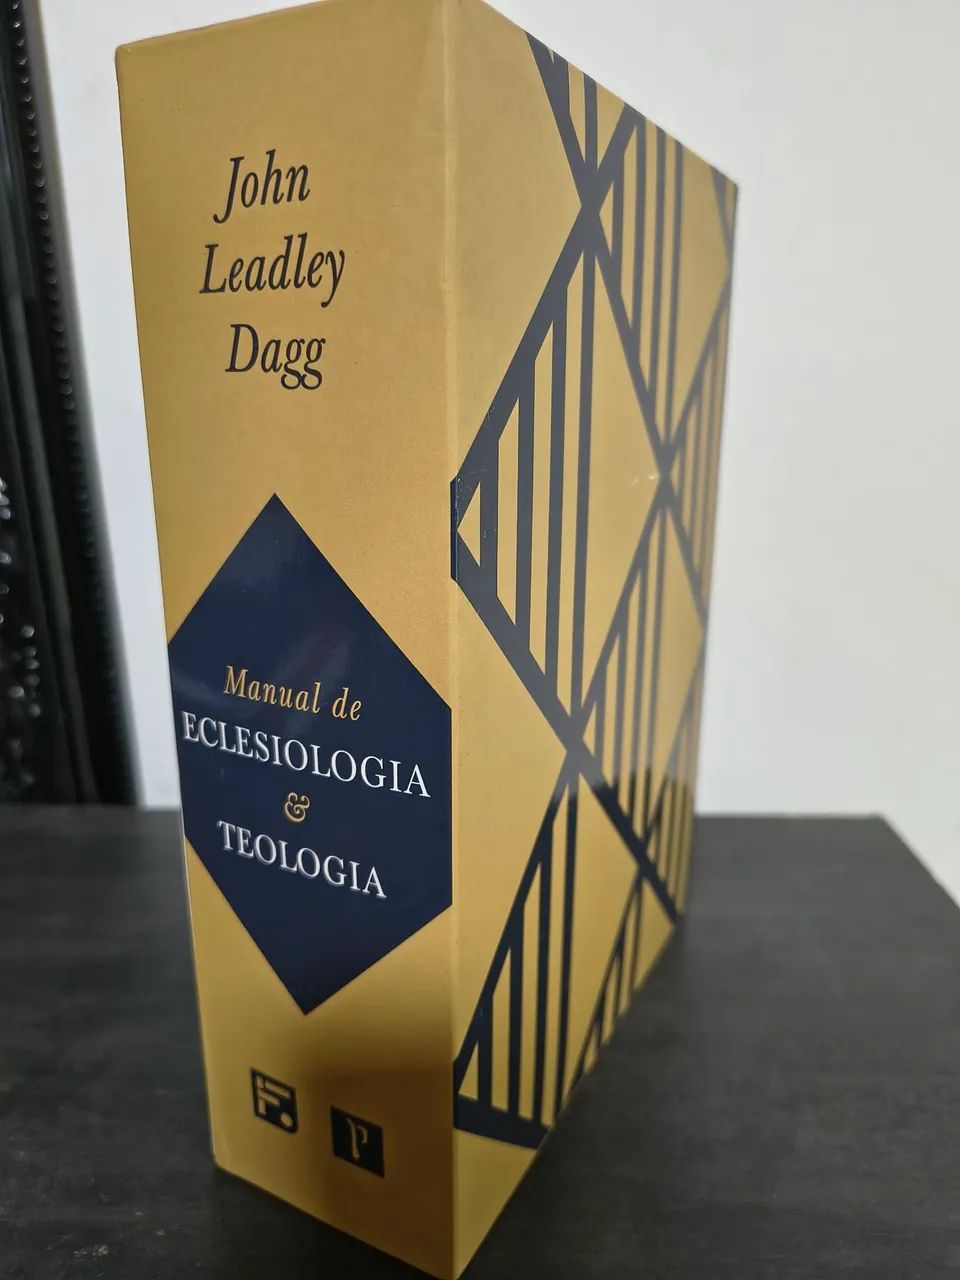 John
Leadley
Dagg
Manual de
ECLESIOLOGIA
&
TEOLOGIA